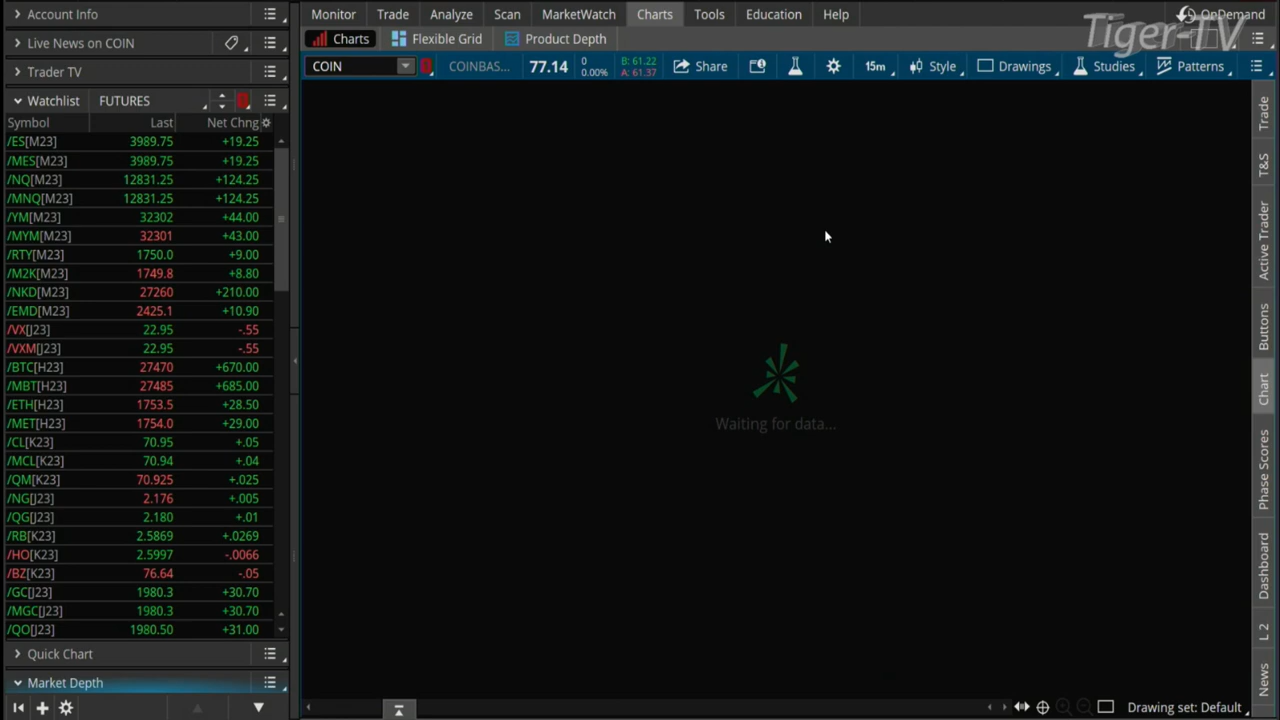 Account Info
Monitor Trade Analyze Scan MarketWatch Charts Tools Education Help OnDemand
Tiger-TV
Live News on COIN
Charts Flexible Grid Product Depth
Trader TV
COIN COINBAS... 77.14 0 0.00% B: 61.22 A: 61.37 Share 15m Style Drawings Studies Patterns
Watchlist FUTURES
Symbol Last Net Chng
/ES[M23] 3989.75 +19.25
/MES[M23] 3989.75 +19.25
/NQ[M23] 12831.25 +124.25
/MNQ[M23] 12831.25 +124.25
/YM[M23] 32302 +44.00
/MYM[M23] 32301 +43.00
/RTY[M23] 1750.0 +9.00
/M2K[M23] 1749.8 +8.80
/NKD[M23] 27260 +210.00
/EMD[M23] 2425.1 +10.90
/VX[J23] 22.95 -.55
/VXM[J23] 22.95 -.55
/BTC[H23] 27470 +670.00
/MBT[H23] 27485 +685.00
/ETH[H23] 1753.5 +28.50
/MET[H23] 1754.0 +29.00
/CL[K23] 70.95 +.05
/MCL[K23] 70.94 +.04
/QM[K23] 70.925 +.025
/NG[J23] 2.176 +.005
/QG[J23] 2.180 +.01
/RB[K23] 2.5869 +.0269
/HO[K23] 2.5997 -.0066
/BZ[K23] 76.64 -.05
/GC[J23] 1980.3 +30.70
/MGC[J23] 1980.3 +30.70
/QO[J23] 1980.50 +31.00
Quick Chart
Market Depth
Waiting for data...
Trade
T&S
Active Trader
Buttons
Chart
Phase Scores
Dashboard
L 2
News
Drawing set: Default